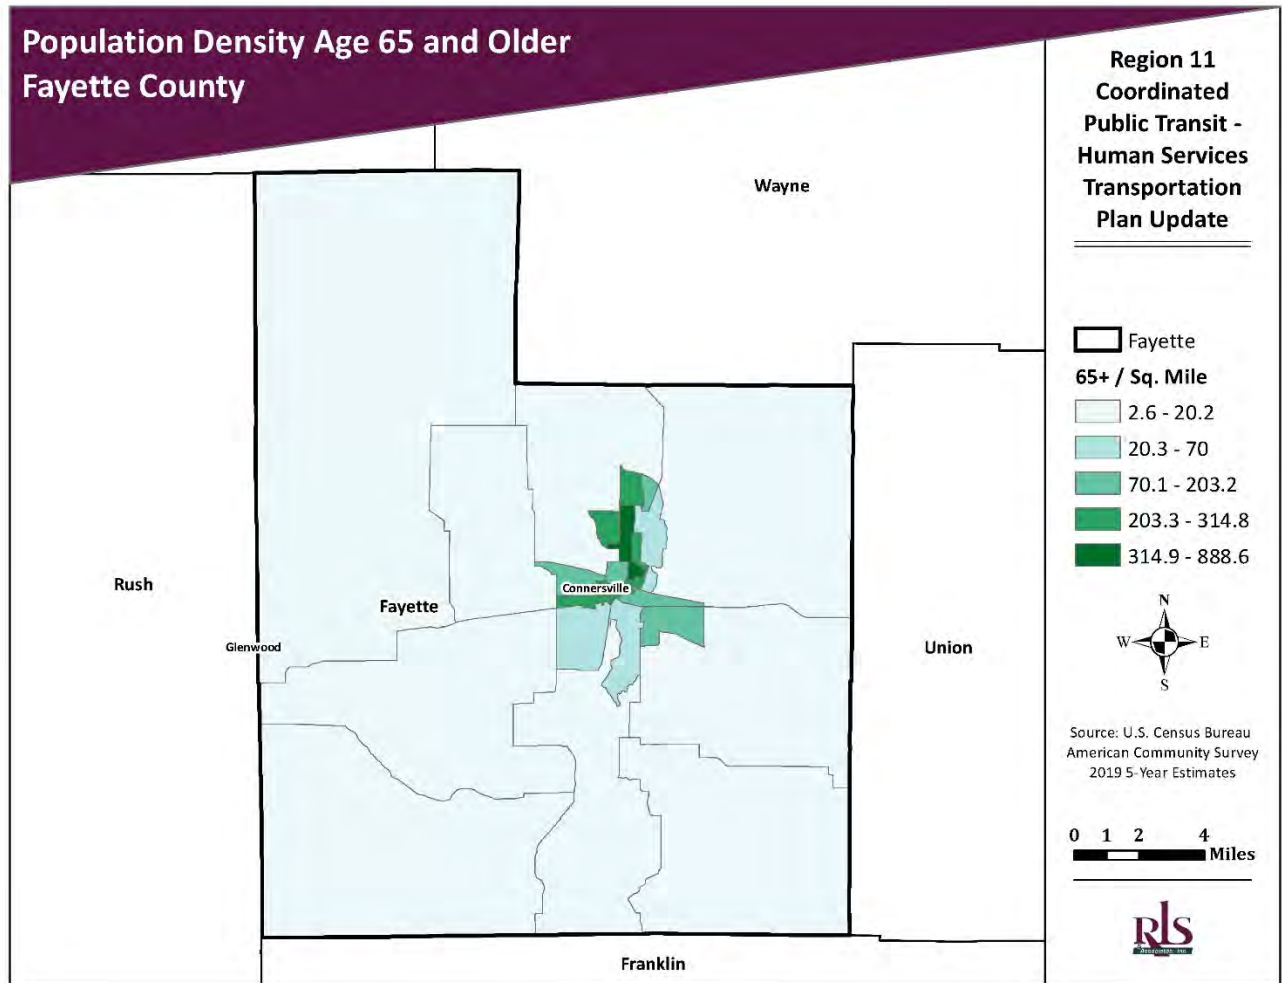 Population Density Age 65 and Older
Fayette County
Region 11
Coordinated
Public Transit -
Human Services
Transportation
Plan Update
Wayne
Fayette
65+ / Sq. Mile
2.6 - 20.2
20.3 - 70
70.1 - 203.2
203.3 - 314.8
314.9 - 888.6
Rush
Connersville
Fayette
Glenwood
Union
N
W
E
S
Source: U.S. Census Bureau
American Community Survey
2019 5-Year Estimates
0 1 2 4
Miles
RLS
& Associates, Inc.
Franklin